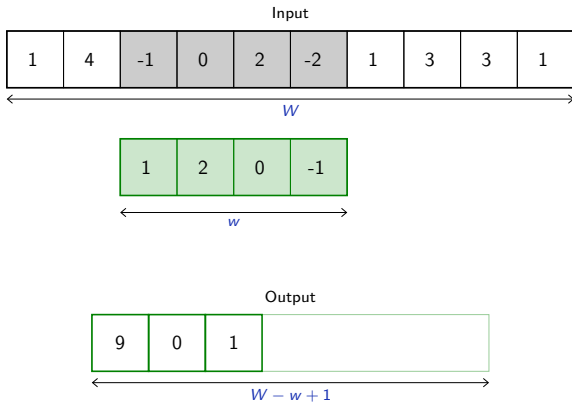 Input
1 4 -1 0 2 -2 1 3 3 1
W
1 2 0 -1
w
Output
9 0 1
W − w + 1